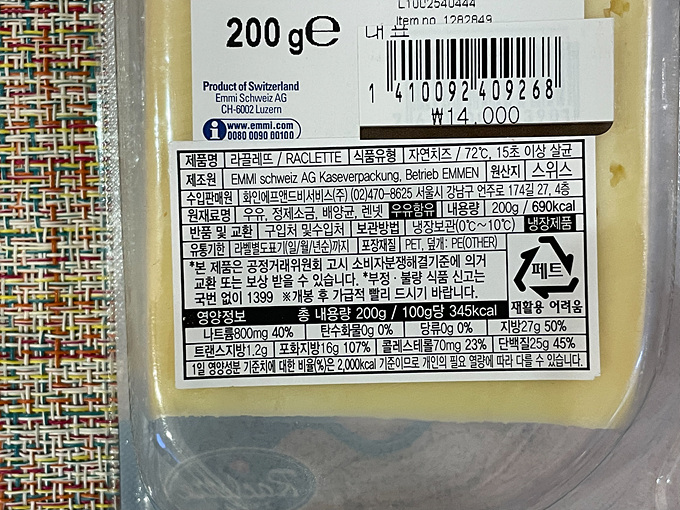 L1002540444
Item no. 1282849
200 g℮
내 표
1 410092 409268
₩14,000
Product of Switzerland
Emmi Schweiz AG
CH-6002 Luzern
i www.emmi.com
0080 0090 00100
제품명 라끌레뜨 / RACLETTE 식품유형 자연치즈 / 72℃, 15초 이상 살균
제조원 EMMI schweiz AG Kaseverpackung, Betrieb EMMEN 원산지 스위스
수입판매원 화인에프앤드비서비스(주) (02)470-8625 서울시 강남구 언주로 174길 27, 4층
원재료명 우유, 정제소금, 배양균, 렌넷 우유함유 내용량 200g / 690kcal
반품 및 교환 구입처 및 수입처 보관방법 냉장보관(0℃~10℃) 냉장제품
유통기한 라벨별도표기(일/월/년순)까지 포장재질 PET, 덮개: PE(OTHER)
*본 제품은 공정거래위원회 고시 소비자분쟁해결기준에 의거
교환 또는 보상 받을 수 있습니다. *부정·불량 식품 신고는
국번 없이 1399 ※개봉 후 가급적 빨리 드시기 바랍니다.
페트
재활용 어려움
영양정보 총 내용량 200g / 100g당 345kcal
나트륨800mg 40% 탄수화물0g 0% 당류0g 0% 지방27g 50%
트랜스지방1.2g 포화지방16g 107% 콜레스테롤70mg 23% 단백질25g 45%
1일 영양성분 기준치에 대한 비율(%)은 2,000kcal 기준이므로 개인의 필요 열량에 따라 다를 수 있습니다.